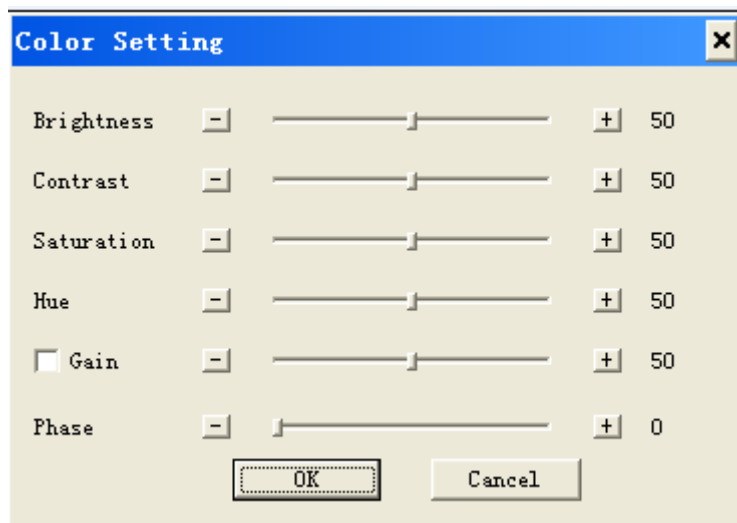 Color Setting
Brightness - + 50
Contrast - + 50
Saturation - + 50
Hue - + 50
Gain - + 50
Phase - + 0
OK Cancel